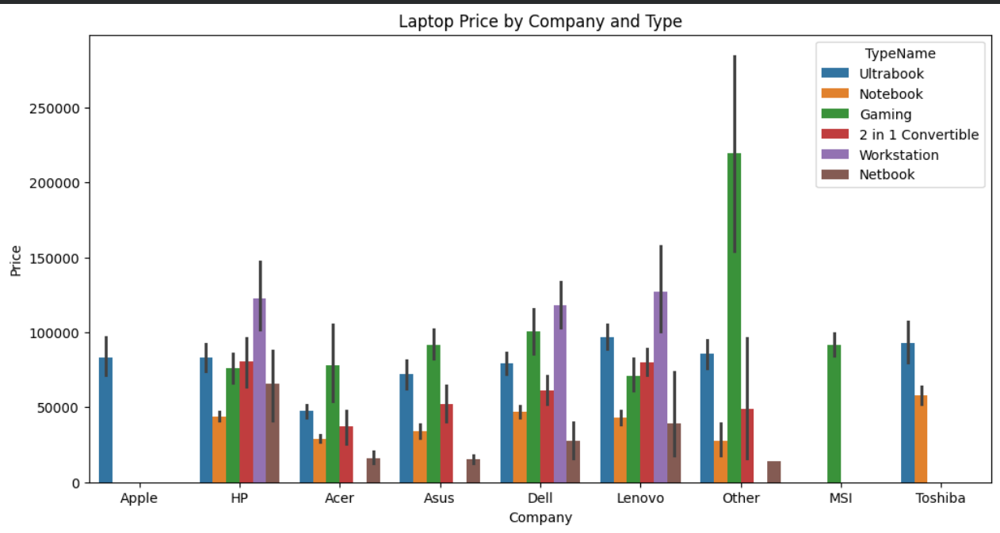 Laptop Price by Company and Type
TypeName
Ultrabook
Notebook
Gaming
2 in 1 Convertible
Workstation
Netbook
Price
250000
200000
150000
100000
50000
0
Apple HP Acer Asus Dell Lenovo Other MSI Toshiba
Company